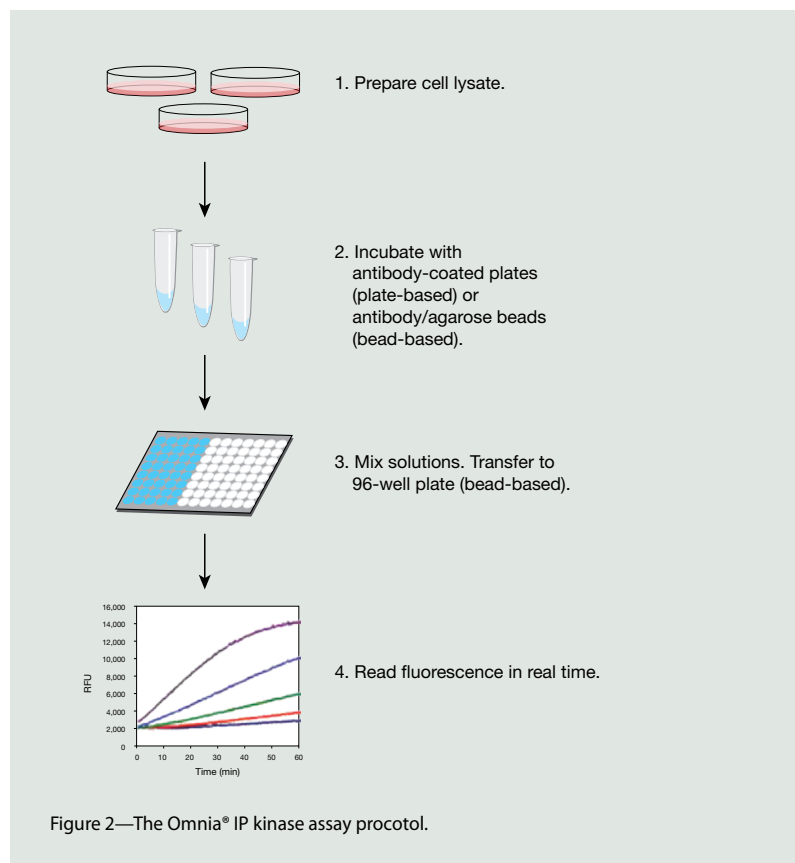 1. Prepare cell lysate.
2. Incubate with
antibody-coated plates
(plate-based) or
antibody/agarose beads
(bead-based).
3. Mix solutions. Transfer to
96-well plate (bead-based).
16,000
14,000
12,000
10,000
8,000
6,000
4,000
2,000
0
RFU
0 10 20 30 40 50 60
Time (min)
4. Read fluorescence in real time.
Figure 2—The Omnia® IP kinase assay procotol.